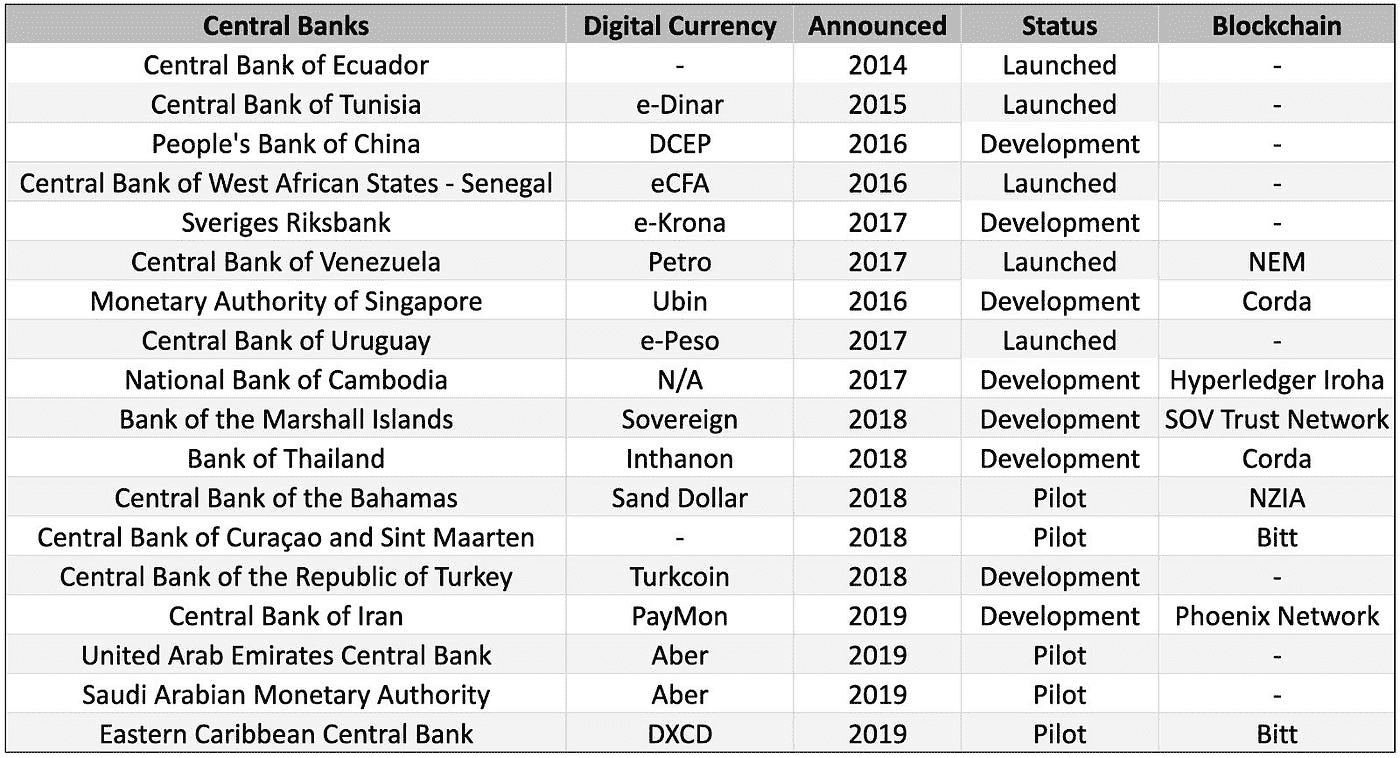 Central Banks Digital Currency Announced Status Blockchain
Central Bank of Ecuador - 2014 Launched -
Central Bank of Tunisia e-Dinar 2015 Launched -
People's Bank of China DCEP 2016 Development -
Central Bank of West African States - Senegal eCFA 2016 Launched -
Sveriges Riksbank e-Krona 2017 Development -
Central Bank of Venezuela Petro 2017 Launched NEM
Monetary Authority of Singapore Ubin 2016 Development Corda
Central Bank of Uruguay e-Peso 2017 Launched -
National Bank of Cambodia N/A 2017 Development Hyperledger Iroha
Bank of the Marshall Islands Sovereign 2018 Development SOV Trust Network
Bank of Thailand Inthanon 2018 Development Corda
Central Bank of the Bahamas Sand Dollar 2018 Pilot NZIA
Central Bank of Curaçao and Sint Maarten - 2018 Pilot Bitt
Central Bank of the Republic of Turkey Turkcoin 2018 Development -
Central Bank of Iran PayMon 2019 Development Phoenix Network
United Arab Emirates Central Bank Aber 2019 Pilot -
Saudi Arabian Monetary Authority Aber 2019 Pilot -
Eastern Caribbean Central Bank DXCD 2019 Pilot Bitt